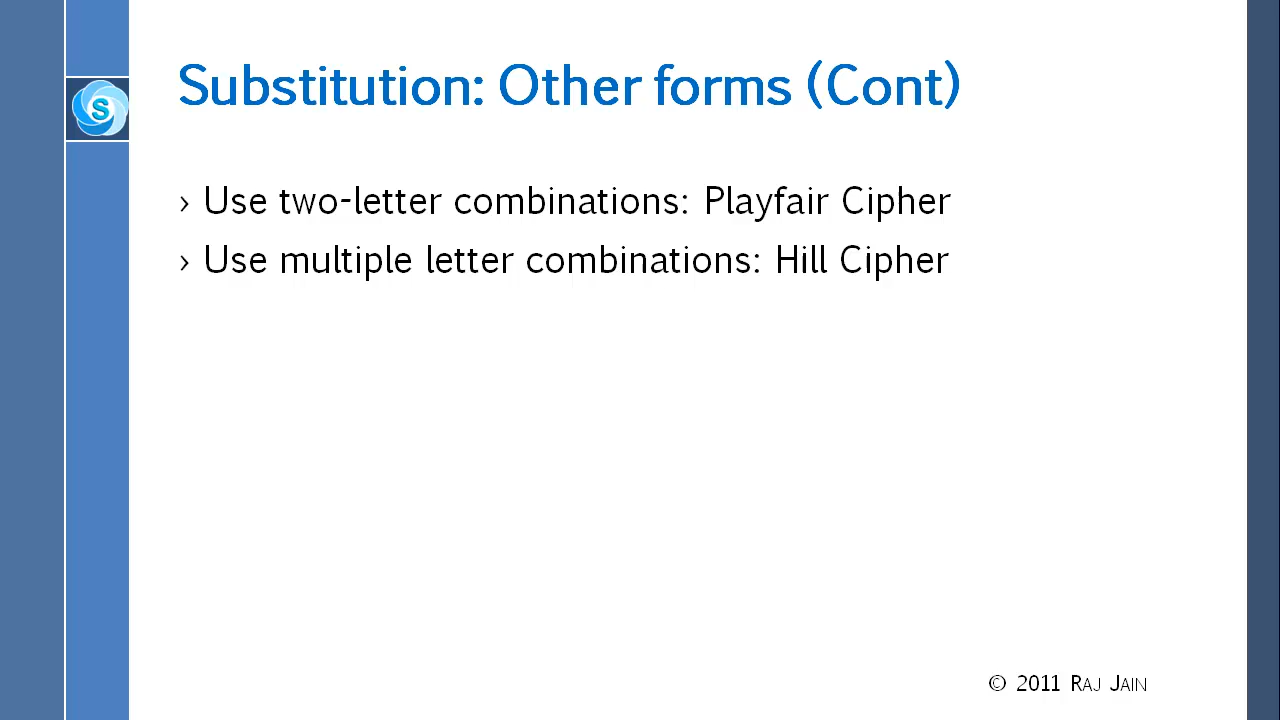 S
Substitution: Other forms (Cont)
› Use two-letter combinations: Playfair Cipher
› Use multiple letter combinations: Hill Cipher
© 2011 Raj Jain